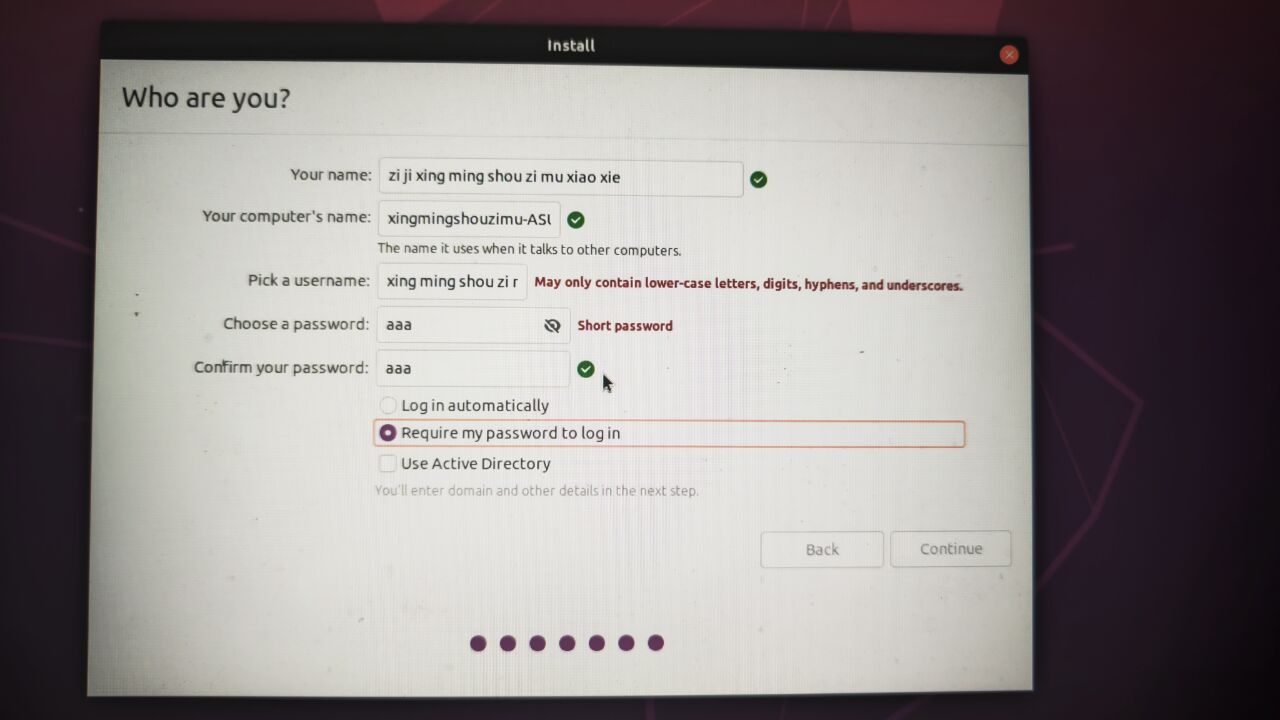 Install
Who are you?
Your name: zi ji xing ming shou zi mu xiao xie
Your computer's name: xingmingshouzimu-ASU
The name it uses when it talks to other computers.
Pick a username: xing ming shou zi r May only contain lower-case letters, digits, hyphens, and underscores.
Choose a password: aaa Short password
Confirm your password: aaa
Log in automatically
Require my password to log in
Use Active Directory
You'll enter domain and other details in the next step.
Back Continue